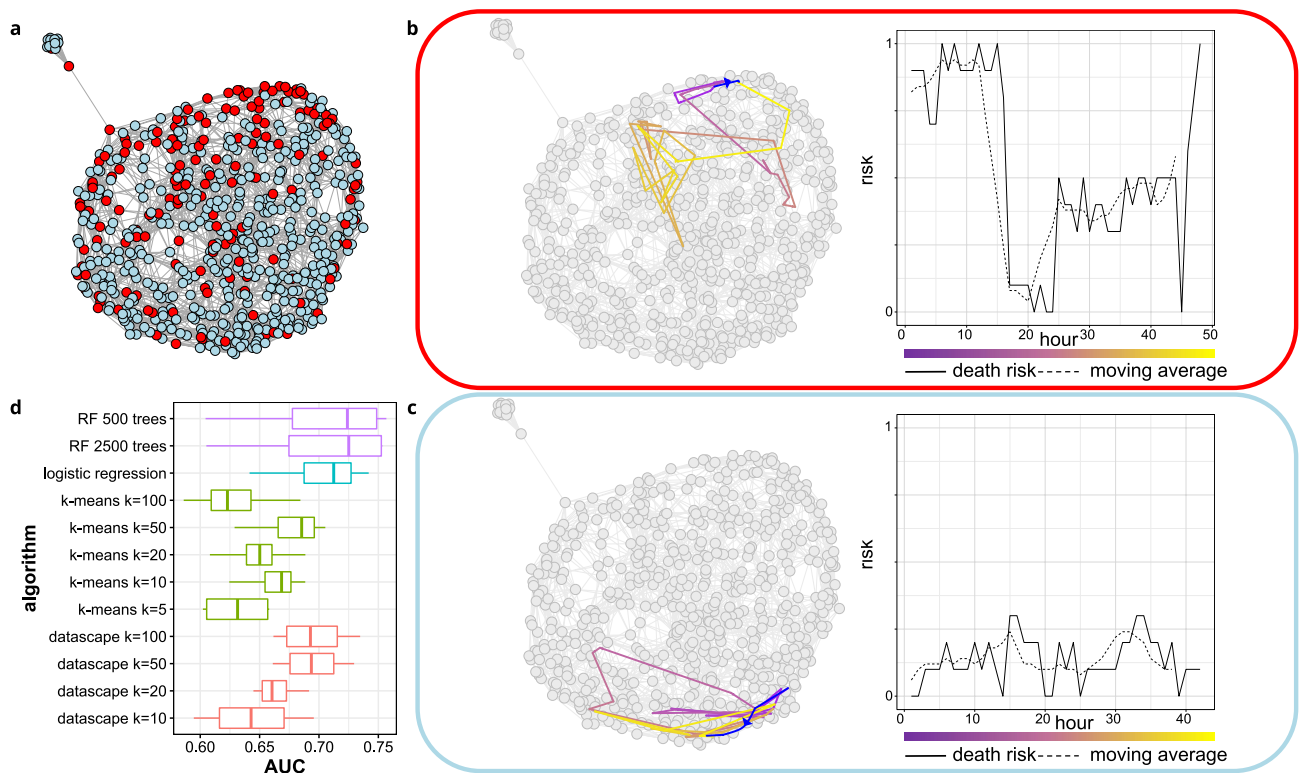 a
b
1
risk
0
0
10
20
30
40
50
hour
death risk
moving average
d
RF 500 trees
RF 2500 trees
logistic regression
k-means k=100
k-means k=50
k-means k=20
k-means k=10
k-means k=5
datascape k=100
datascape k=50
datascape k=20
datascape k=10
algorithm
0.60
0.65
0.70
0.75
AUC
c
1
risk
0
0
10
20
30
40
hour
death risk
moving average